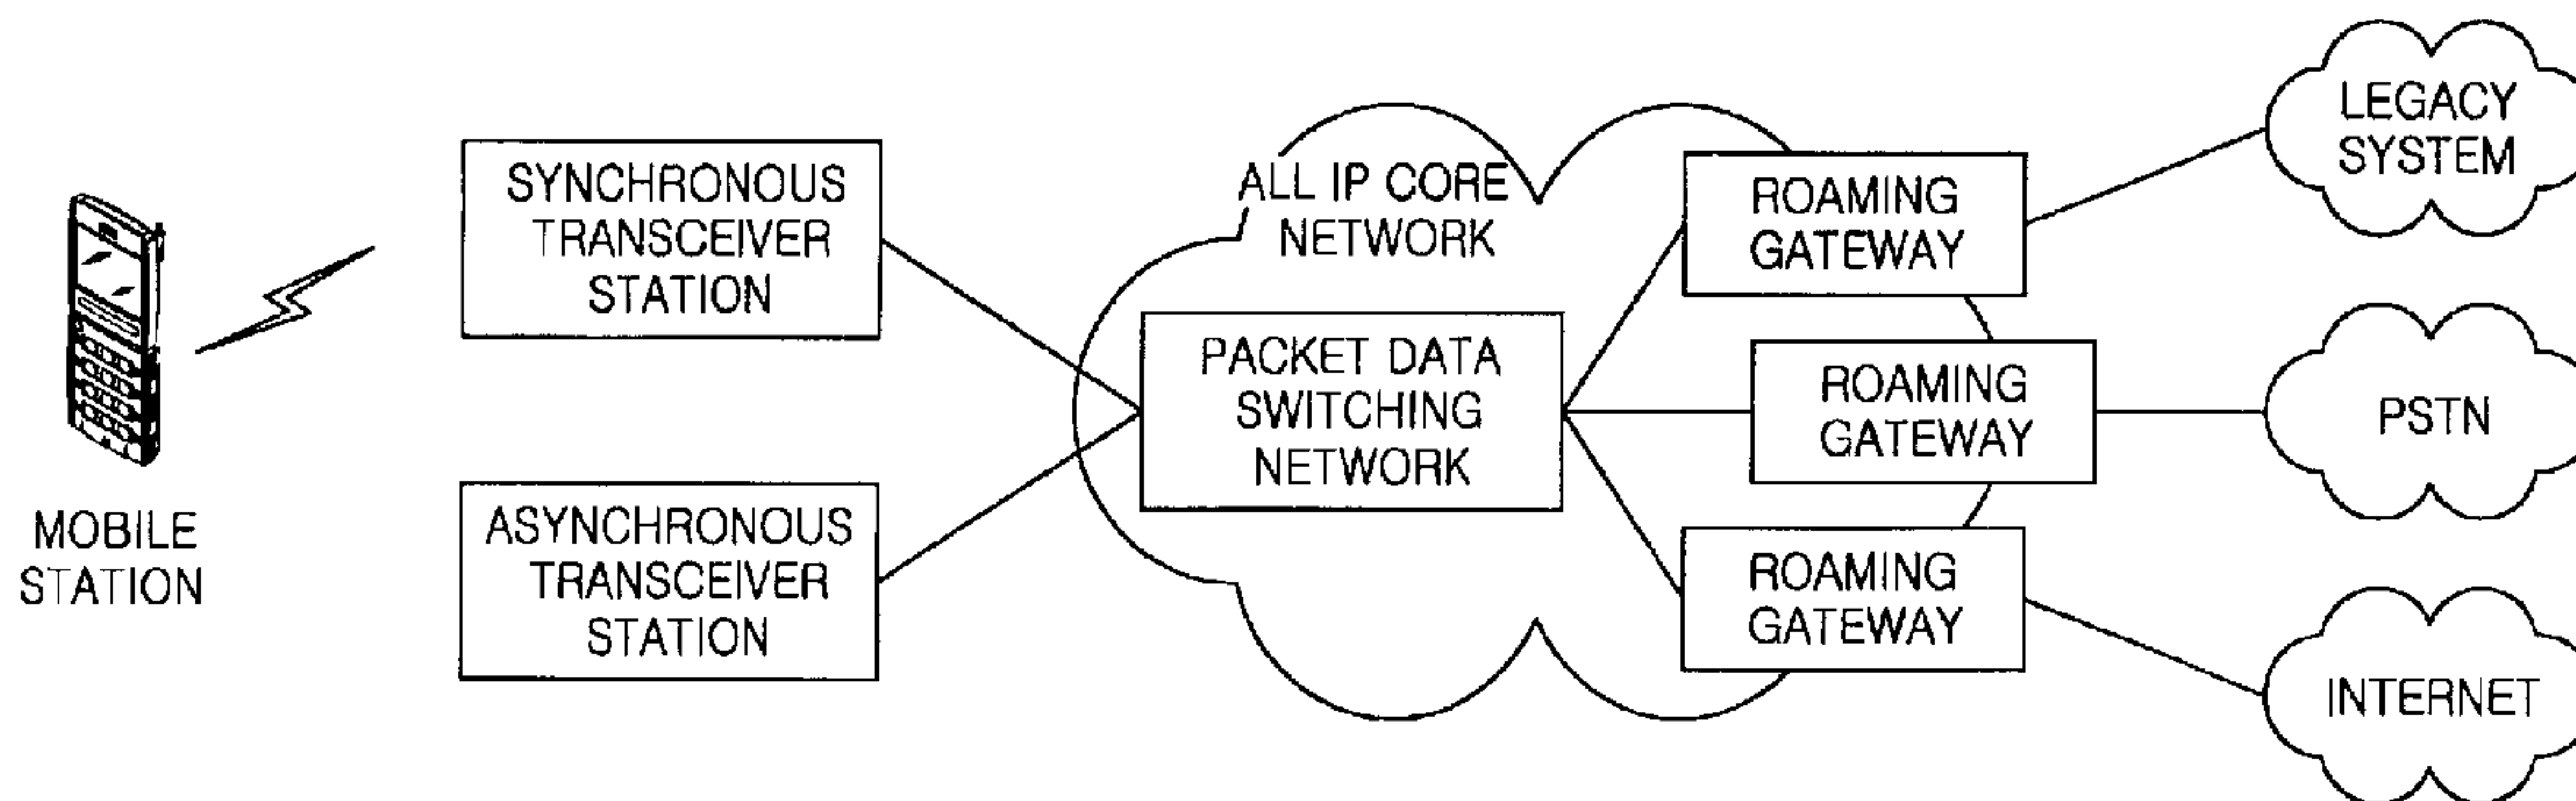 MOBILE
STATION
SYNCHRONOUS
TRANSCEIVER
STATION
ASYNCHRONOUS
TRANSCEIVER
STATION
ALL IP CORE
NETWORK
PACKET DATA
SWITCHING
NETWORK
ROAMING
GATEWAY
ROAMING
GATEWAY
ROAMING
GATEWAY
LEGACY
SYSTEM
PSTN
INTERNET